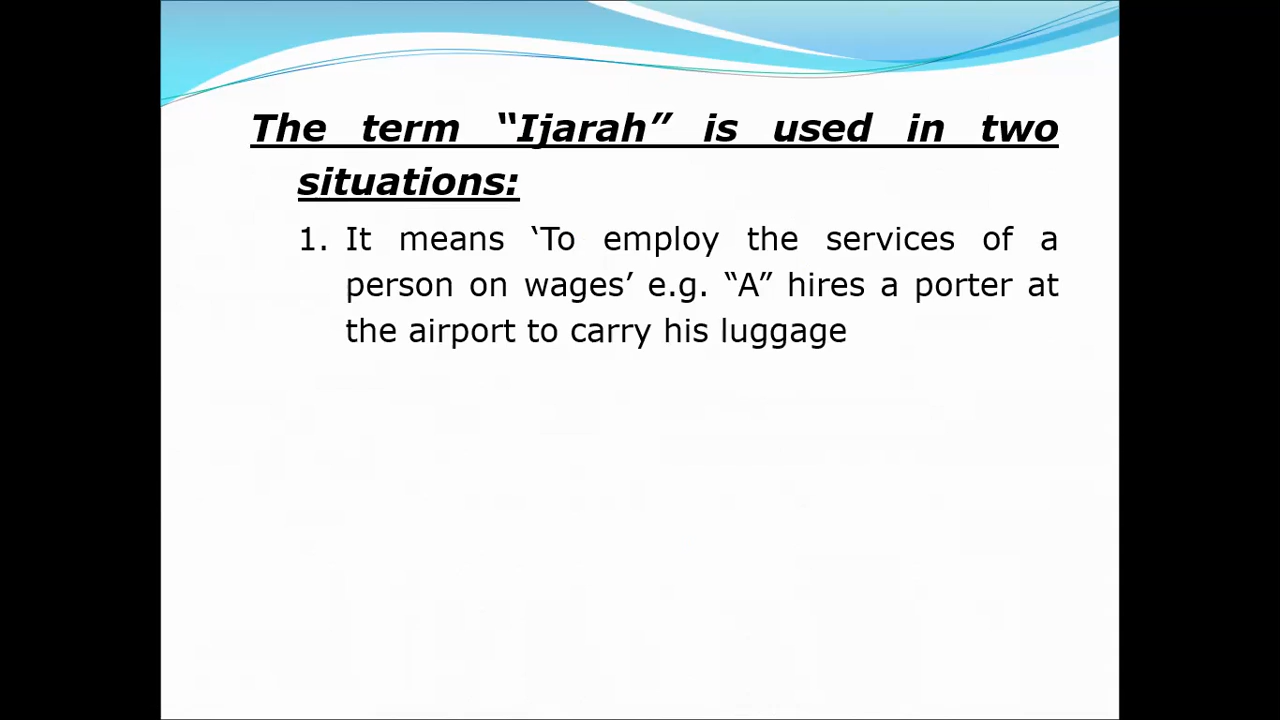 The term “Ijarah” is used in two
situations:
1. It means ‘To employ the services of a
person on wages’ e.g. “A” hires a porter at
the airport to carry his luggage